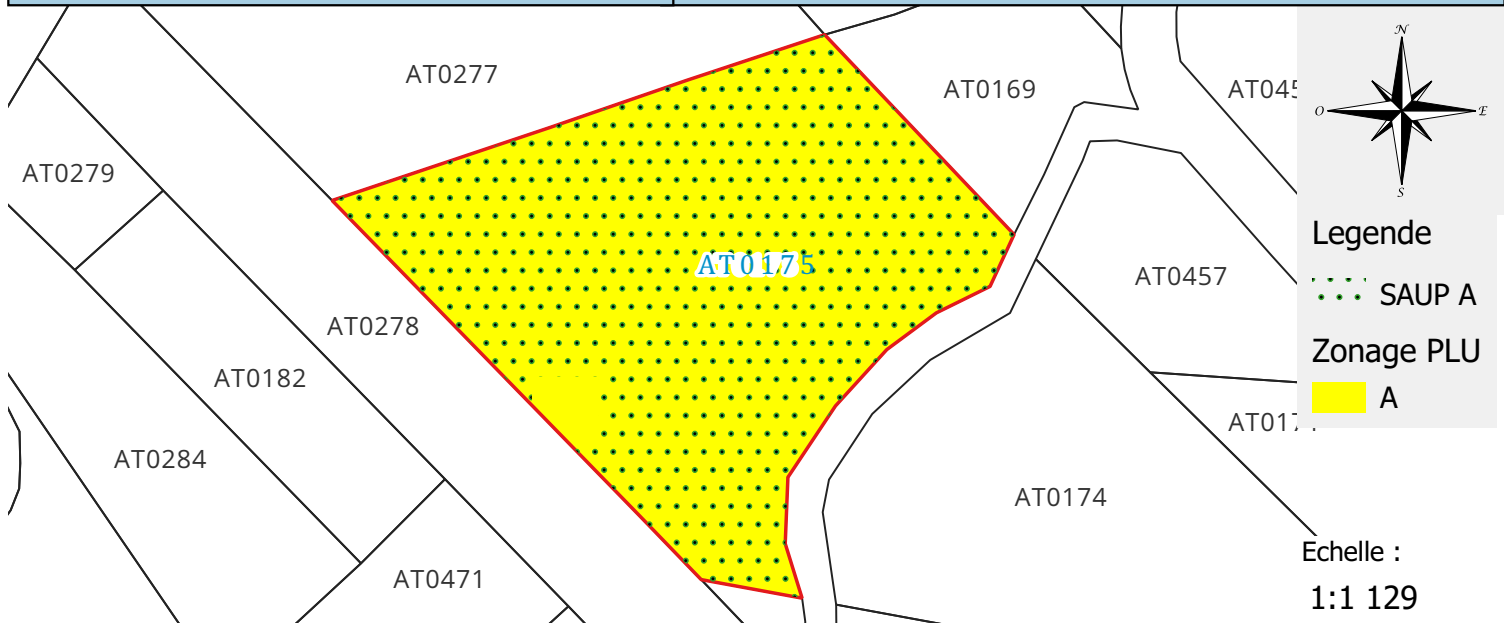 N
O
E
S
AT0277
AT0169
AT045
AT0279
AT0175
AT0457
AT0278
AT0182
AT0284
AT0471
AT0174
AT017
Legende
SAUP A
Zonage PLU
A
Echelle :
1:1 129